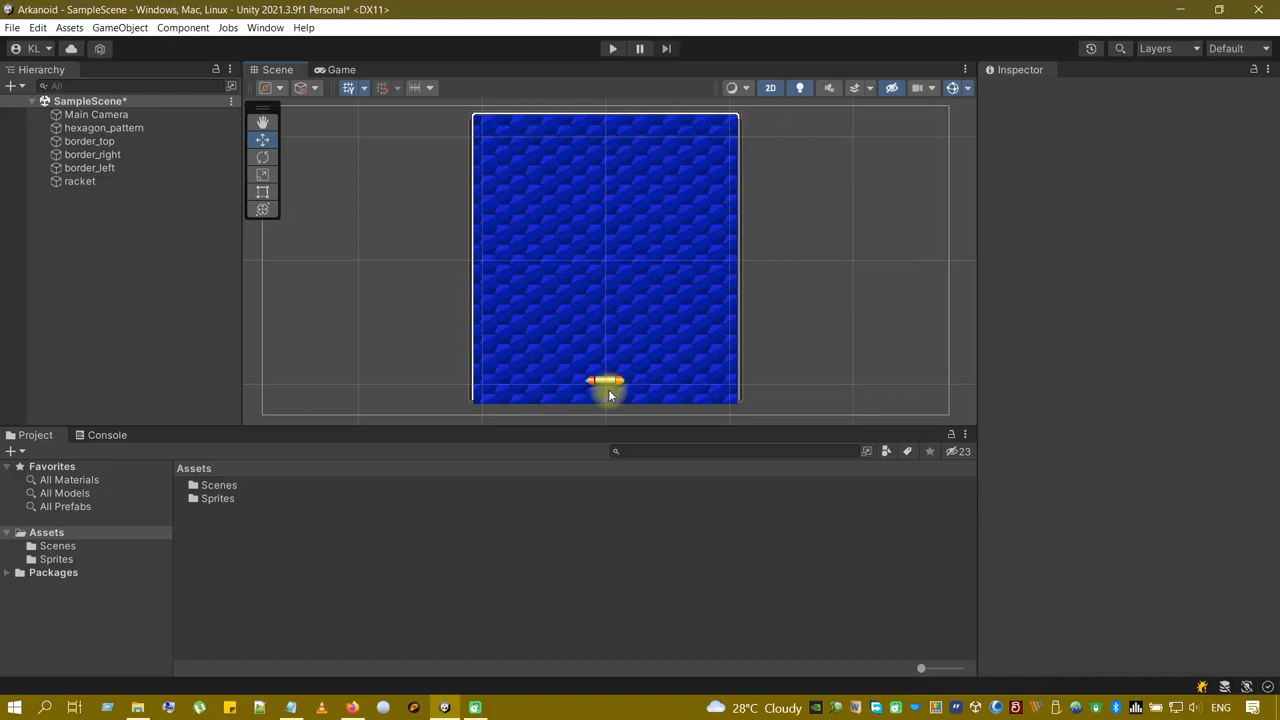 Arkanoid - SampleScene - Windows, Mac, Linux - Unity 2021.3.9f1 Personal* <DX11>
File Edit Assets GameObject Component Jobs Window Help
KL Layers Default
Hierarchy Scene Game Inspector
All 2D
SampleScene*
Main Camera
hexagon_pattern
border_top
border_right
border_left
racket
Project Console
23
Favorites Assets
All Materials
All Models
All Prefabs
Scenes
Sprites
Assets
Scenes
Sprites
Packages
28°C Cloudy ENG